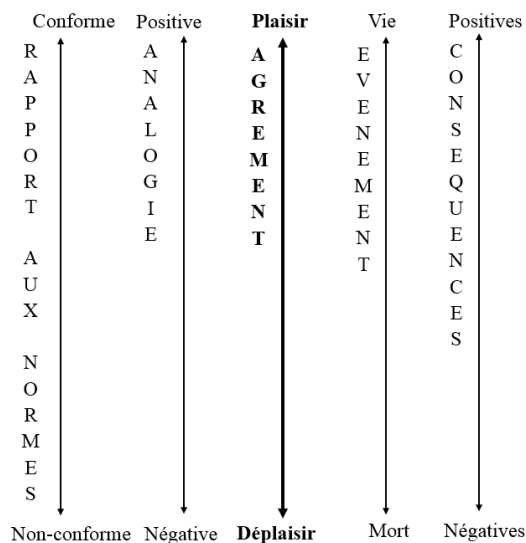 Conforme Positive Plaisir Vie Positives
RAPPORT AUX NORMES
ANALOGIE
AGREMENT
EVENEMENT
CONSEQUENCES
Non-conforme Négative Déplaisir Mort Négatives